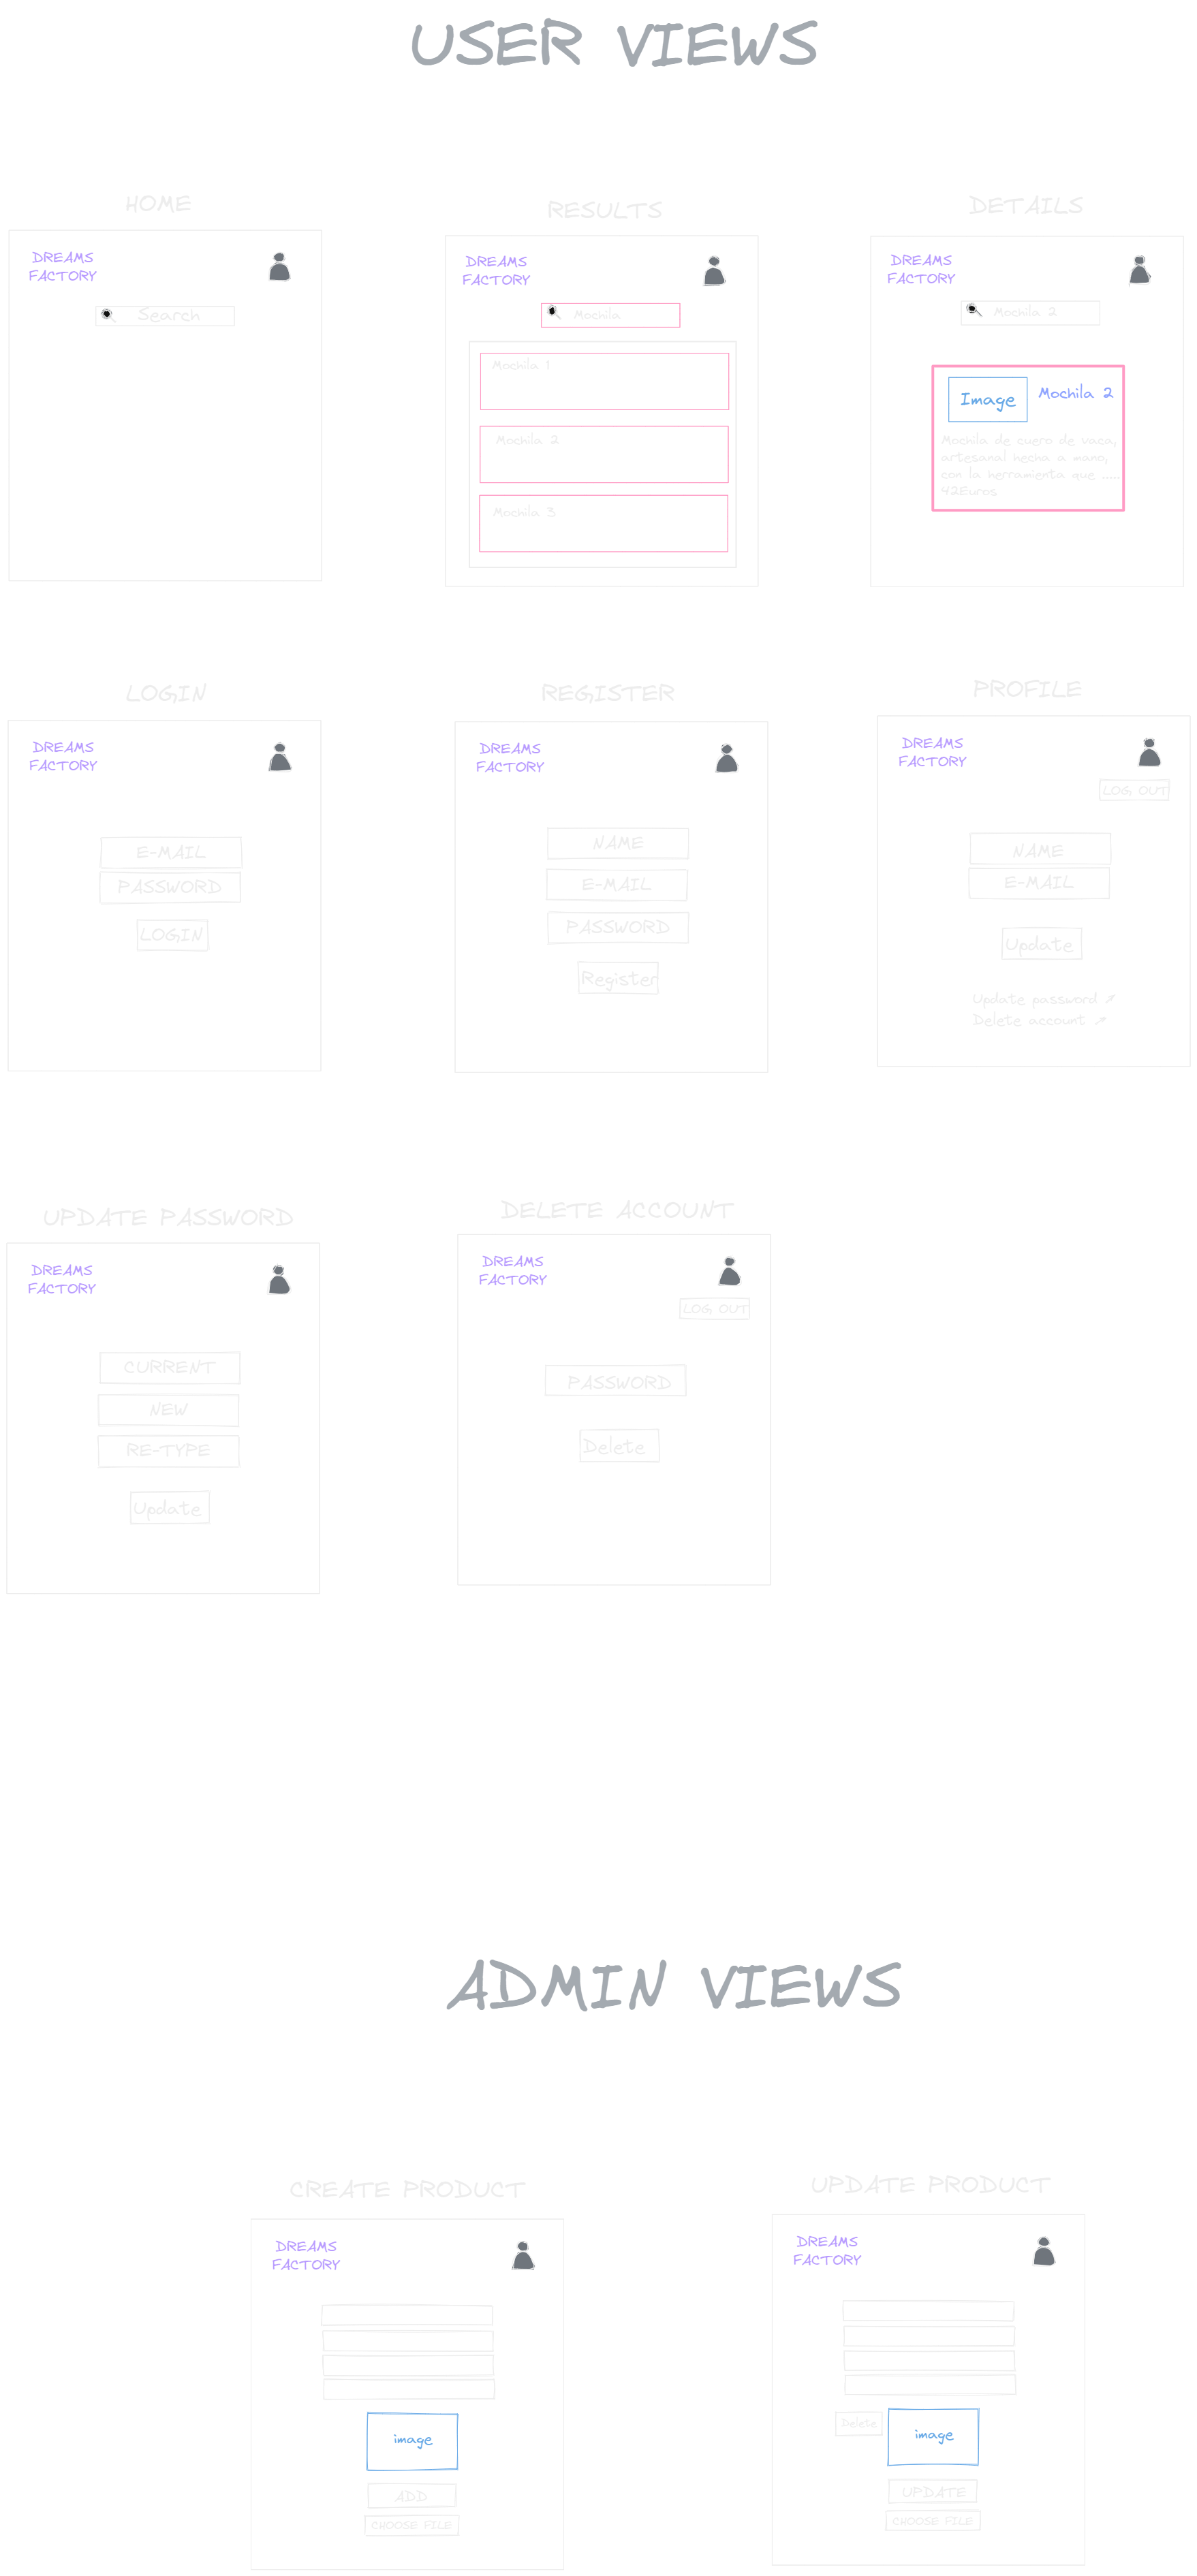 USER VIEWS
HOME
DREAMS
FACTORY
Search
RESULTS
DREAMS
FACTORY
Mochila
Mochila 1
Mochila 2
Mochila 3
DETAILS
DREAMS
FACTORY
Mochila 2
Image
Mochila 2
Mochila de cuero de vaca,
artesanal hecha a mano,
con la herramienta que .....
42Euros
LOGIN
DREAMS
FACTORY
E-MAIL
PASSWORD
LOGIN
REGISTER
DREAMS
FACTORY
NAME
E-MAIL
PASSWORD
Register
PROFILE
DREAMS
FACTORY
LOG OUT
NAME
E-MAIL
Update
Update password
Delete account
UPDATE PASSWORD
DREAMS
FACTORY
CURRENT
NEW
RE-TYPE
Update
DELETE ACCOUNT
DREAMS
FACTORY
LOG OUT
PASSWORD
Delete
ADMIN VIEWS
CREATE PRODUCT
DREAMS
FACTORY
image
ADD
CHOOSE FILE
UPDATE PRODUCT
DREAMS
FACTORY
Delete
image
UPDATE
CHOOSE FILE